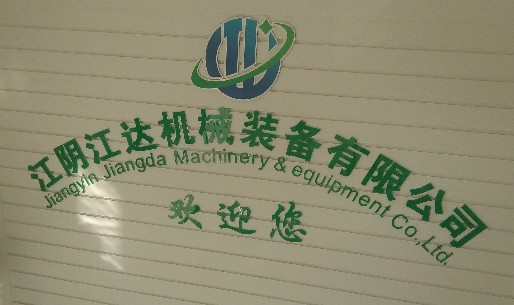 江阴江达机械装备有限公司
Jiangyin Jiangda Machinery & equipment Co.,Ltd.
欢迎您